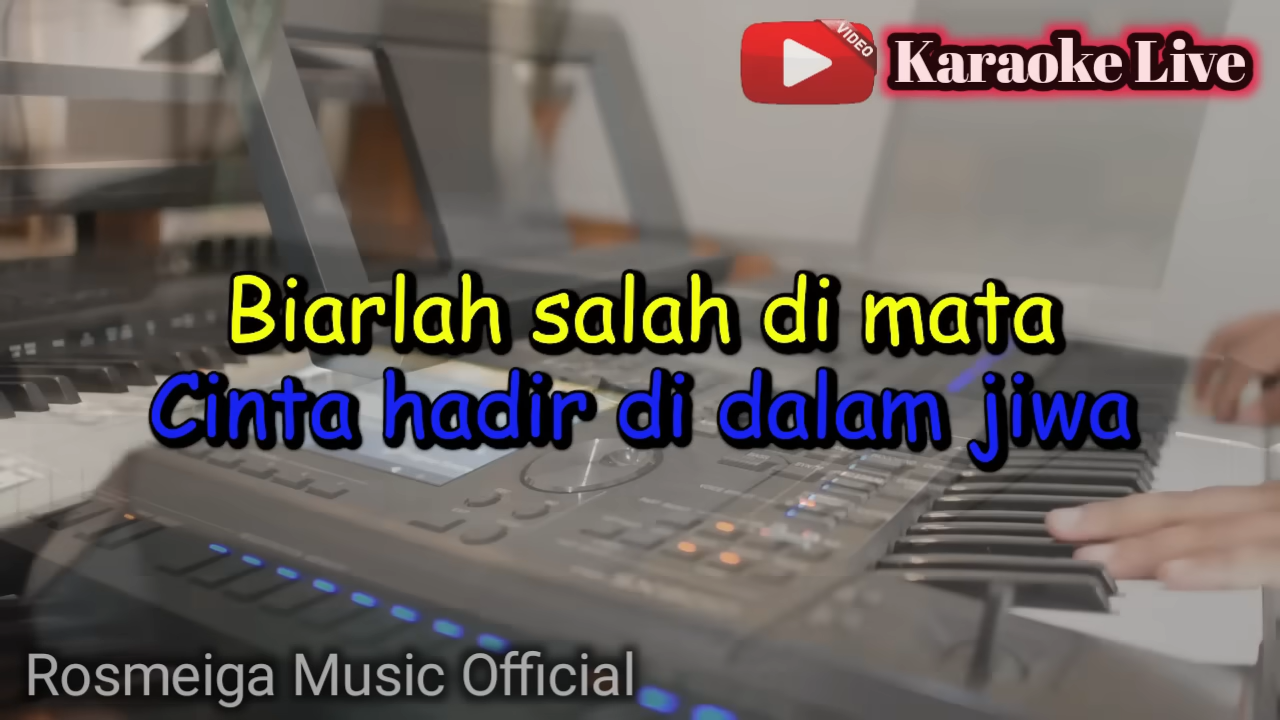 VIDEO
Karaoke Live
Biarlah salah di mata
Cinta hadir di dalam jiwa
Rosmeiga Music Official